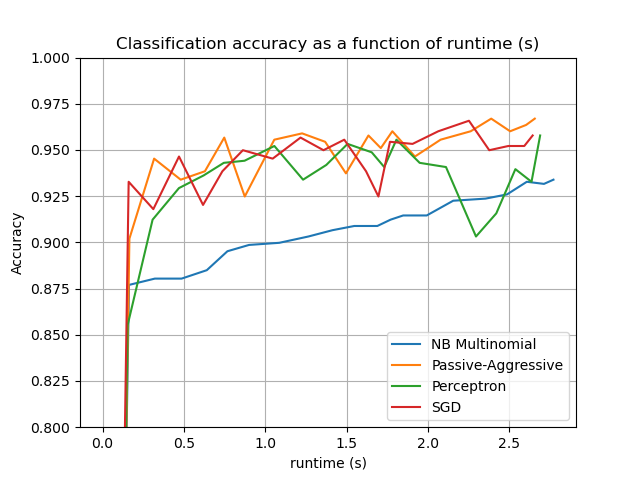 Classification accuracy as a function of runtime (s)
1.000
0.975
0.950
0.925
0.900
0.875
0.850
0.825
0.800
Accuracy
NB Multinomial
Passive-Aggressive
Perceptron
SGD
0.0 0.5 1.0 1.5 2.0 2.5
runtime (s)